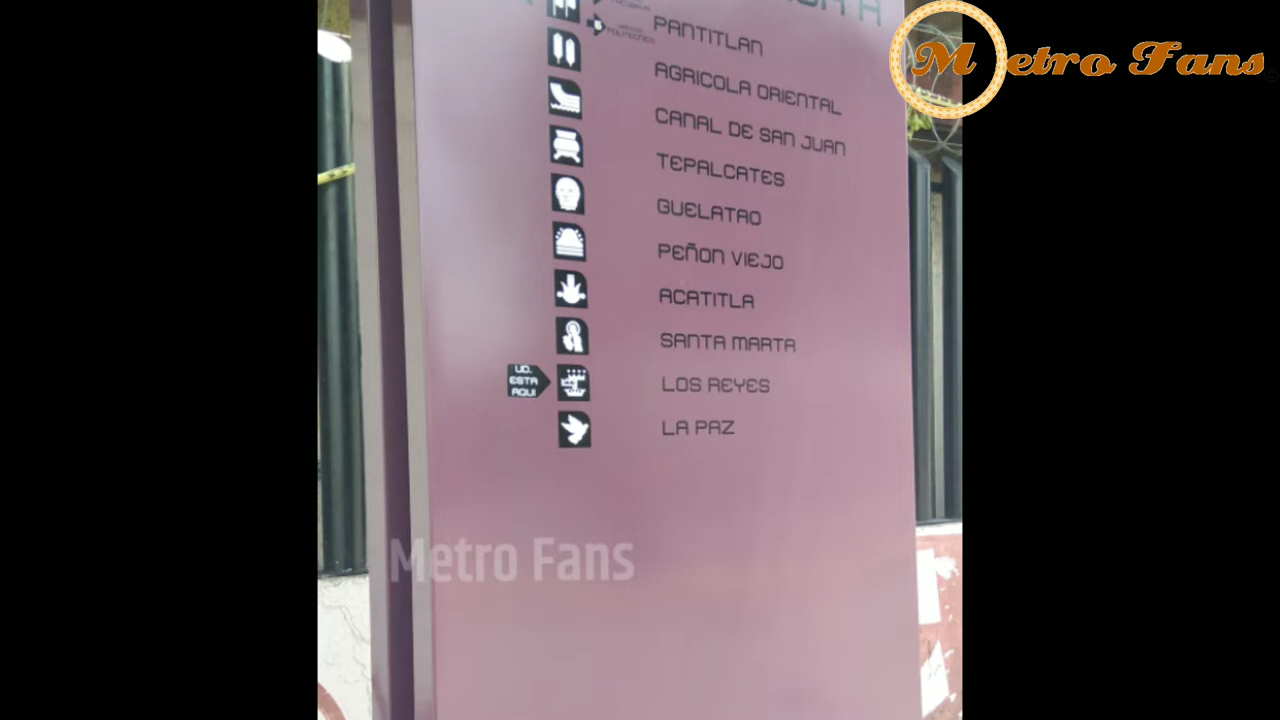 Metro Fans
POLITECNICO
PANTITLAN
AGRICOLA ORIENTAL
CANAL DE SAN JUAN
TEPALCATES
GUELATAO
PEÑON VIEJO
ACATITLA
SANTA MARTA
UD.
ESTA
AQUI
LOS REYES
LA PAZ
Metro Fans